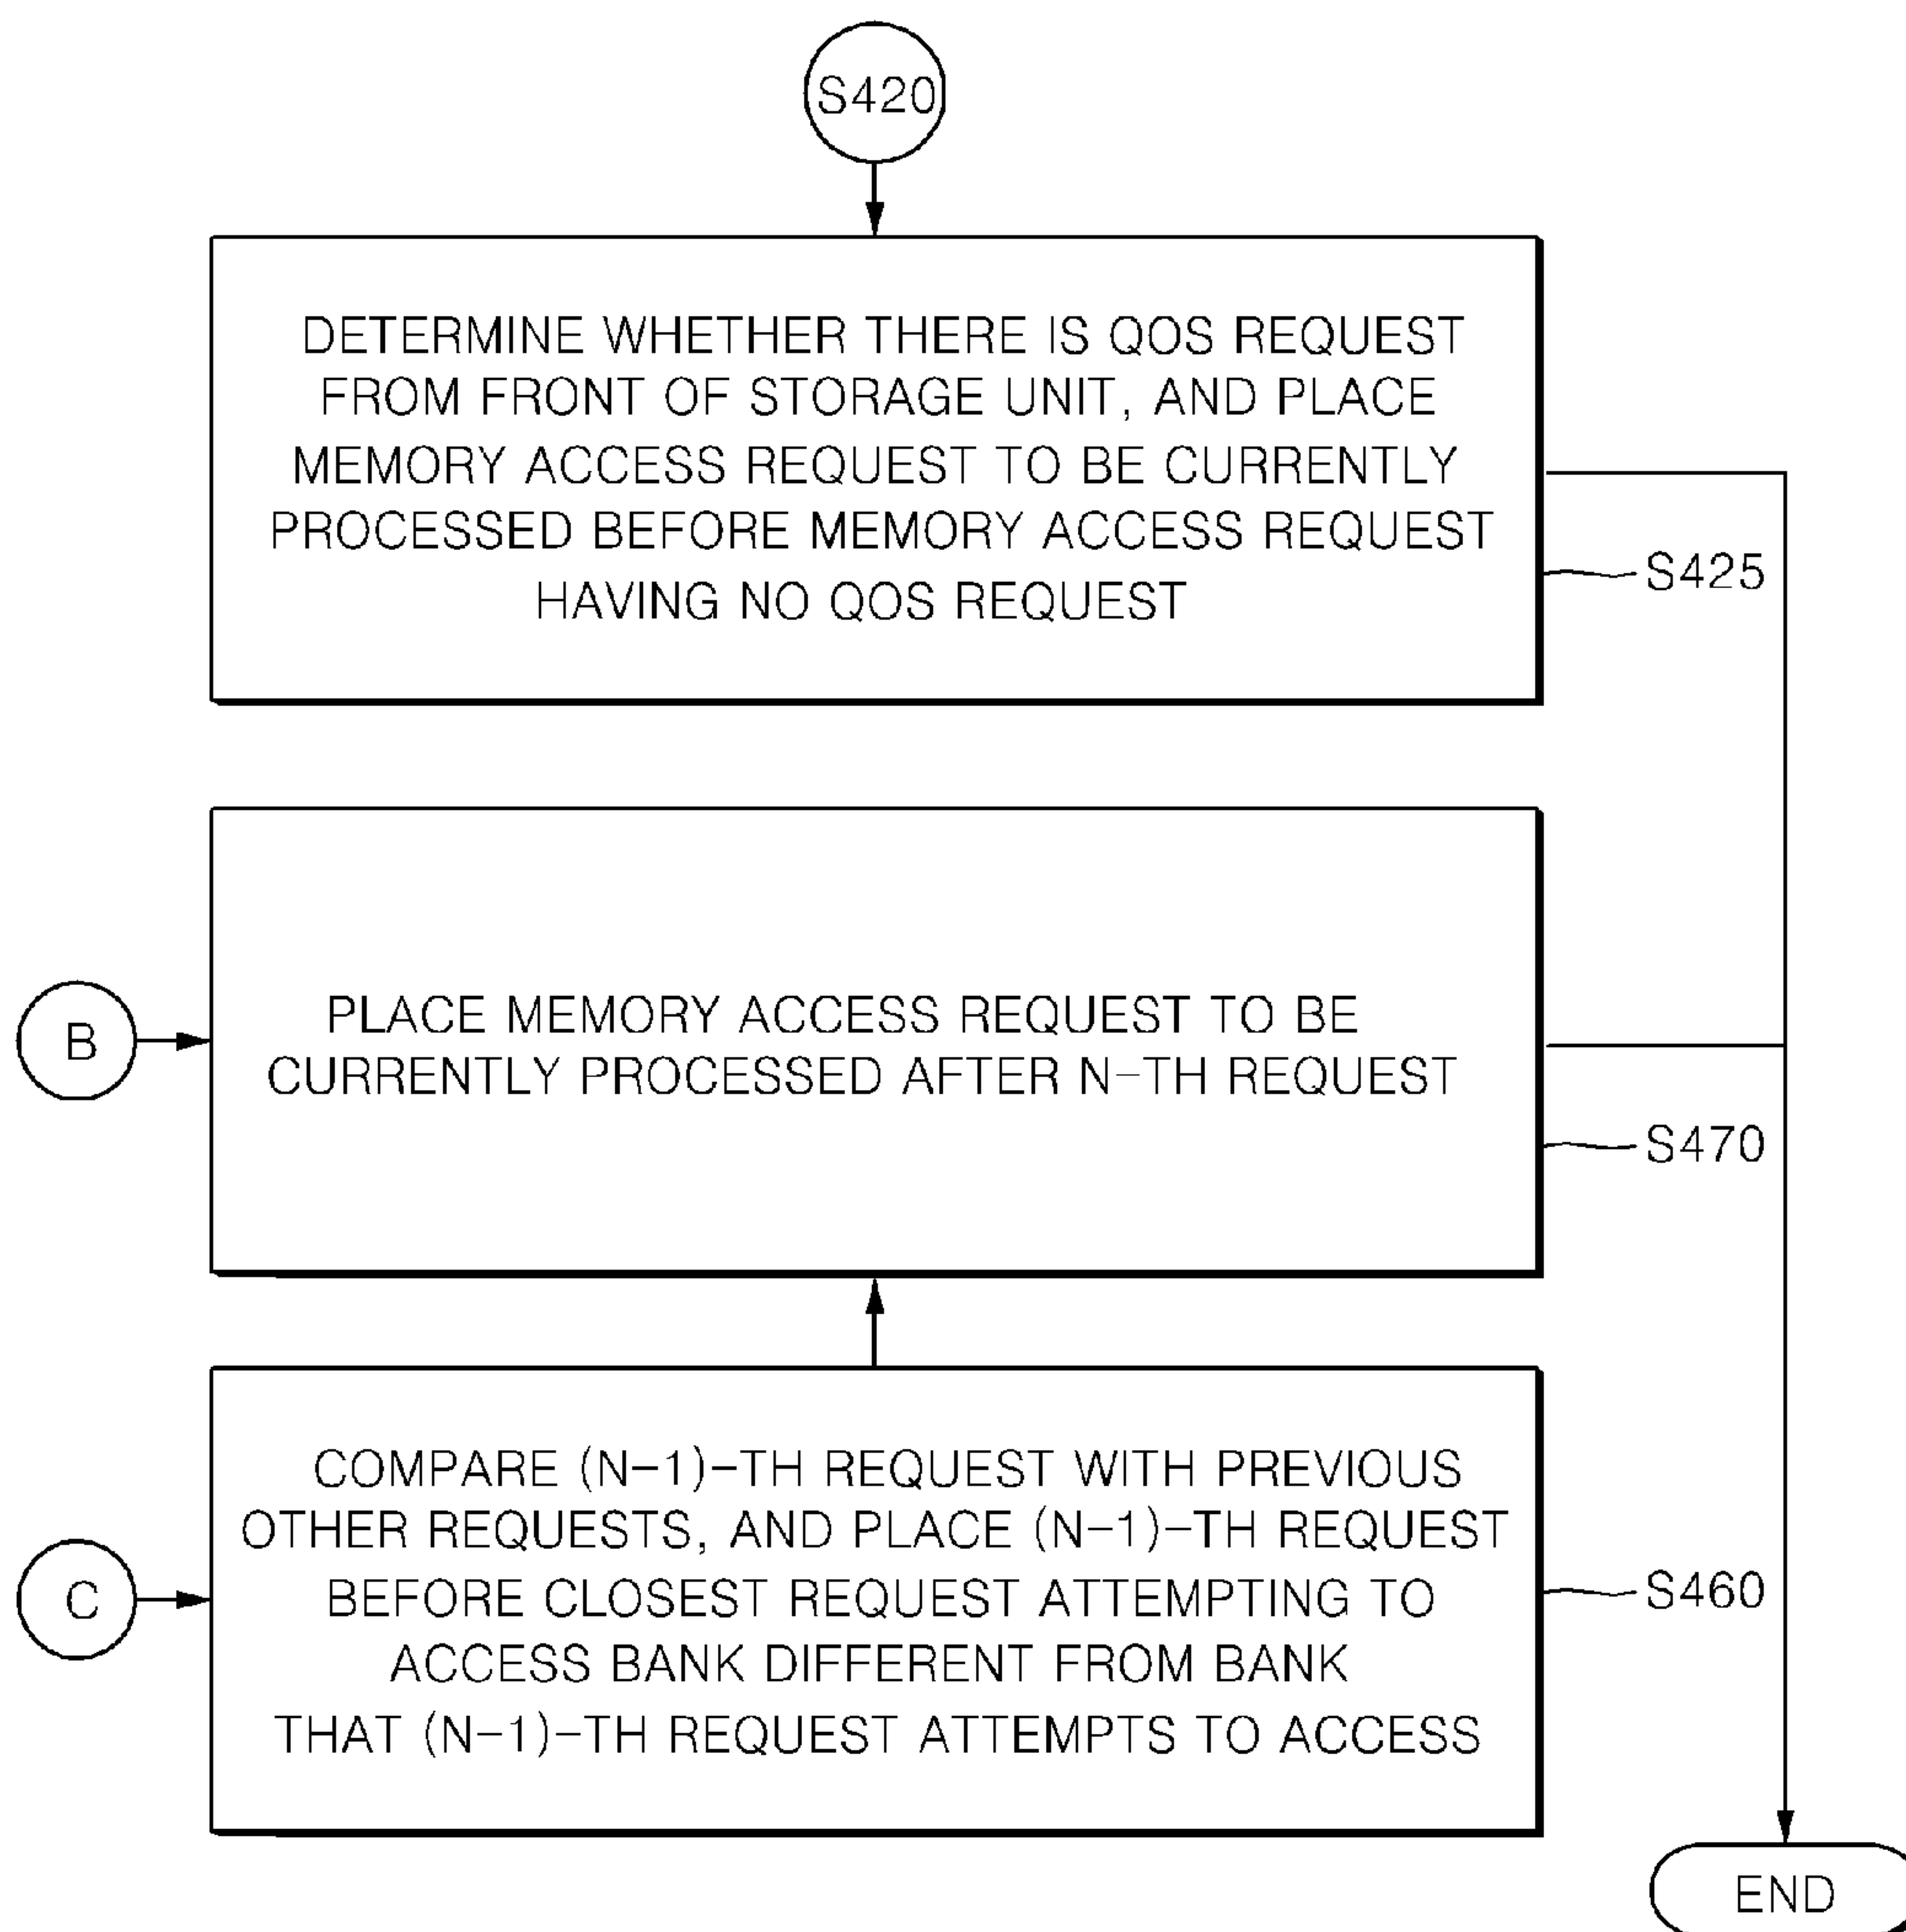 S420
DETERMINE WHETHER THERE IS QOS REQUEST
FROM FRONT OF STORAGE UNIT, AND PLACE
MEMORY ACCESS REQUEST TO BE CURRENTLY
PROCESSED BEFORE MEMORY ACCESS REQUEST
HAVING NO QOS REQUEST
S425
B
PLACE MEMORY ACCESS REQUEST TO BE
CURRENTLY PROCESSED AFTER N-TH REQUEST
S470
C
COMPARE (N-1)-TH REQUEST WITH PREVIOUS
OTHER REQUESTS, AND PLACE (N-1)-TH REQUEST
BEFORE CLOSEST REQUEST ATTEMPTING TO
ACCESS BANK DIFFERENT FROM BANK
THAT (N-1)-TH REQUEST ATTEMPTS TO ACCESS
S460
END